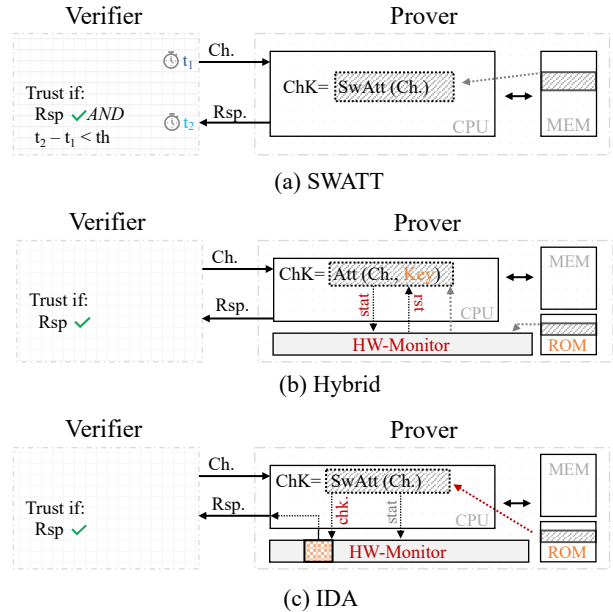 Verifier Prover
t1 Ch.
Trust if:
Rsp ✓ AND
t2 – t1 < th
t2 Rsp.
ChK= SwAtt (Ch.)
CPU
MEM
(a) SWATT
Verifier Prover
Ch.
Trust if:
Rsp ✓
Rsp.
ChK= Att (Ch., Key)
stat
rst
CPU
HW-Monitor
MEM
ROM
(b) Hybrid
Verifier Prover
Ch.
Trust if:
Rsp ✓
Rsp.
ChK= SwAtt (Ch.)
chk.
stat
CPU
HW-Monitor
MEM
ROM
(c) IDA